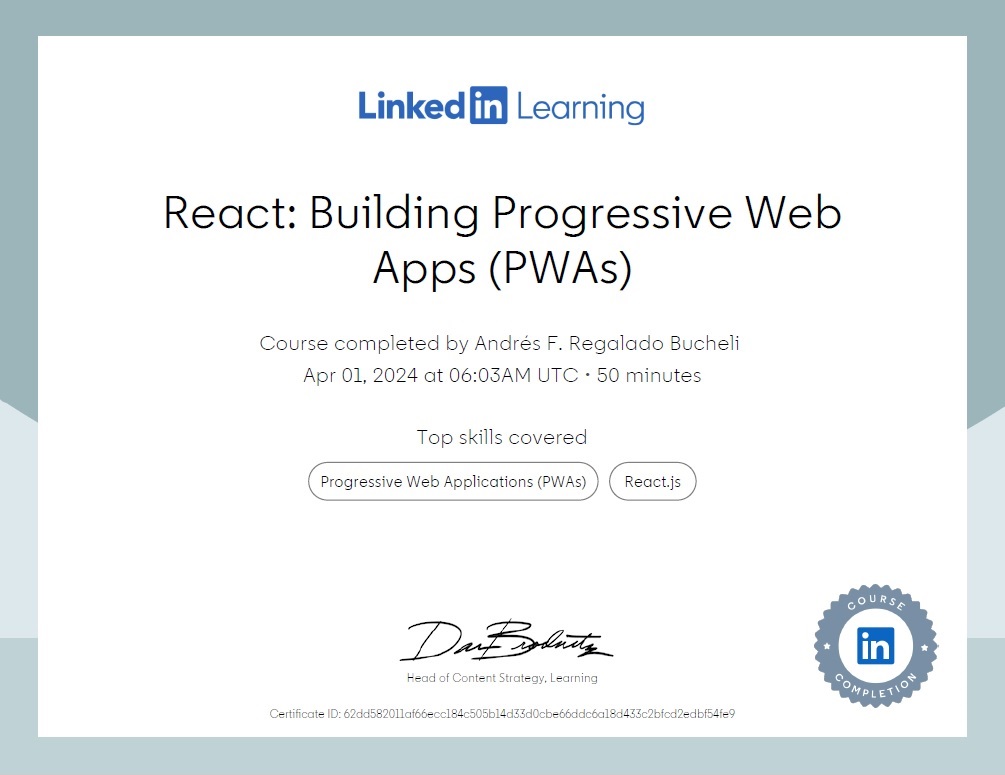 Linked in Learning
React: Building Progressive Web
Apps (PWAs)
Course completed by Andrés F. Regalado Bucheli
Apr 01, 2024 at 06:03AM UTC • 50 minutes
Top skills covered
Progressive Web Applications (PWAs) React.js
Dan Brodnitz
Head of Content Strategy, Learning
Certificate ID: 62dd582011af66ecc184c505b14d33d0cbe66ddc6a18d433c2bfcd2edbf54fe9
COURSE
in
COMPLETION